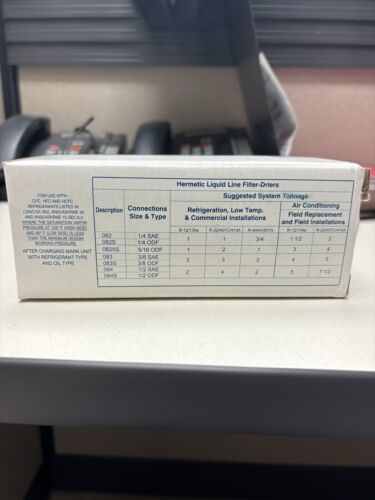 FOR USE WITH
CFC, HFC AND HCFC
REFRIGERANTS LISTED IN
CAN/CSA B52, ANSI/ASHRAE 34
AND ANSI/ASHRAE 15 SEC 9.2
WHERE THE SATURATION VAPOR
PRESSURE AT 125° F (HIGH SIDE)
AND 80° F (LOW SIDE) IS LESS
THAN THE MAXIMUM DESIGN
WORKING PRESSURE.
AFTER CHARGING MARK UNIT
WITH REFRIGERANT TYPE
AND OIL TYPE
Hermetic Liquid Line Filter-Driers
Description
Connections
Size & Type
Suggested System Tonnage
Refrigeration, Low Temp.
& Commercial Installations
Air Conditioning
Field Replacement
and Field Installations
R-12/134a R-22/407C/410A R-404A/507A R-12/134a R-22/407C/410A
082 1/4 SAE
082S 1/4 ODF 1 1 3/4 1 1/2 2
0825S 5/16 ODF 1 2 1 3 4
083 3/8 SAE
083S 3/8 ODF 2 3 2 4 5
084 1/2 SAE
084S 1/2 ODF 2 4 2 5 7 1/2